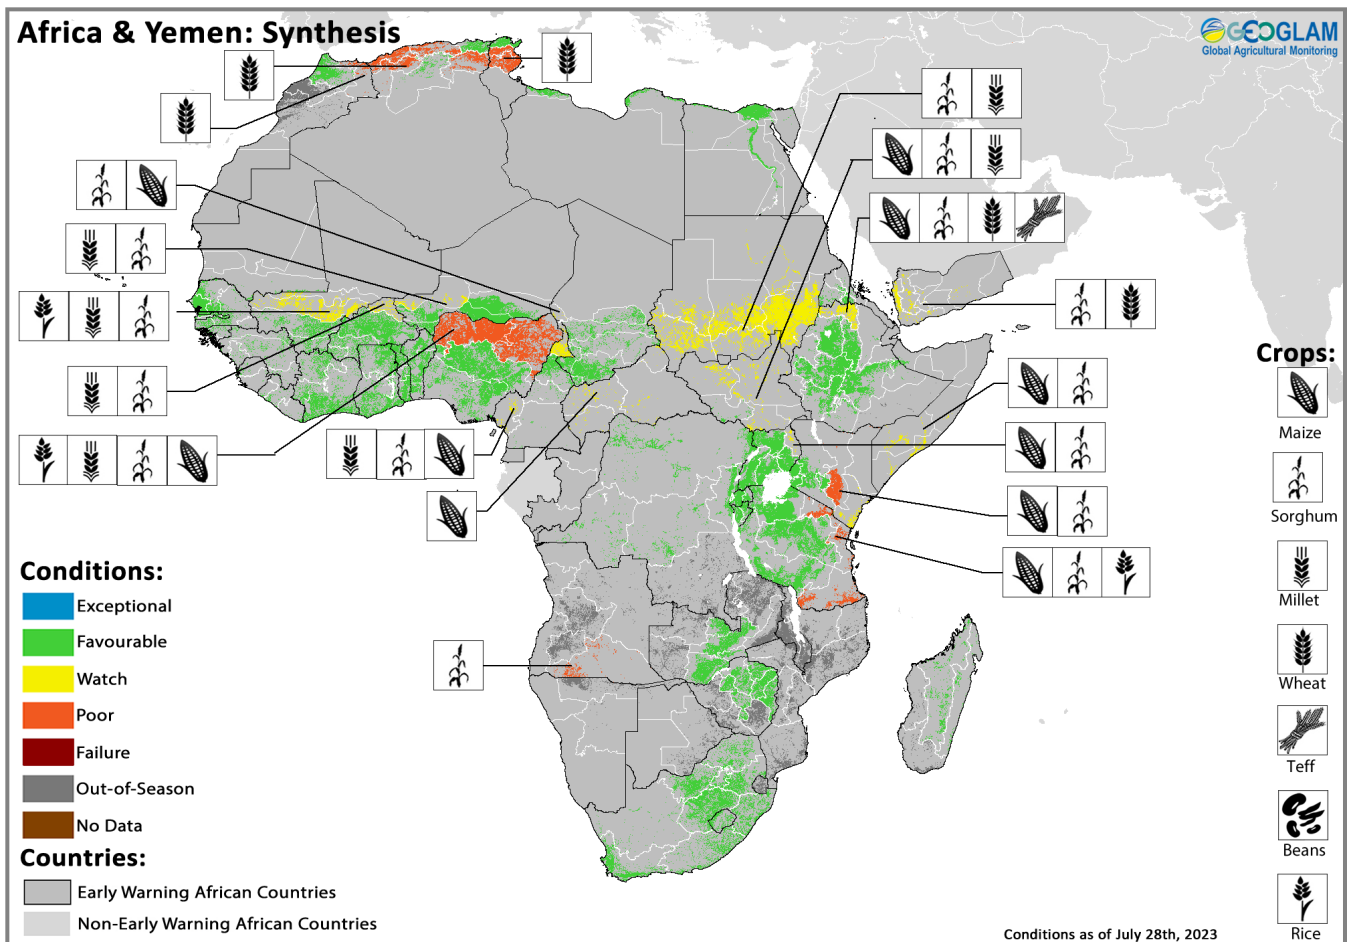 Africa & Yemen: Synthesis
GEOGLAM
Global Agricultural Monitoring
Crops:
Maize
Sorghum
Millet
Wheat
Teff
Beans
Rice
Conditions:
Exceptional
Favourable
Watch
Poor
Failure
Out-of-Season
No Data
Countries:
Early Warning African Countries
Non-Early Warning African Countries
Conditions as of July 28th, 2023